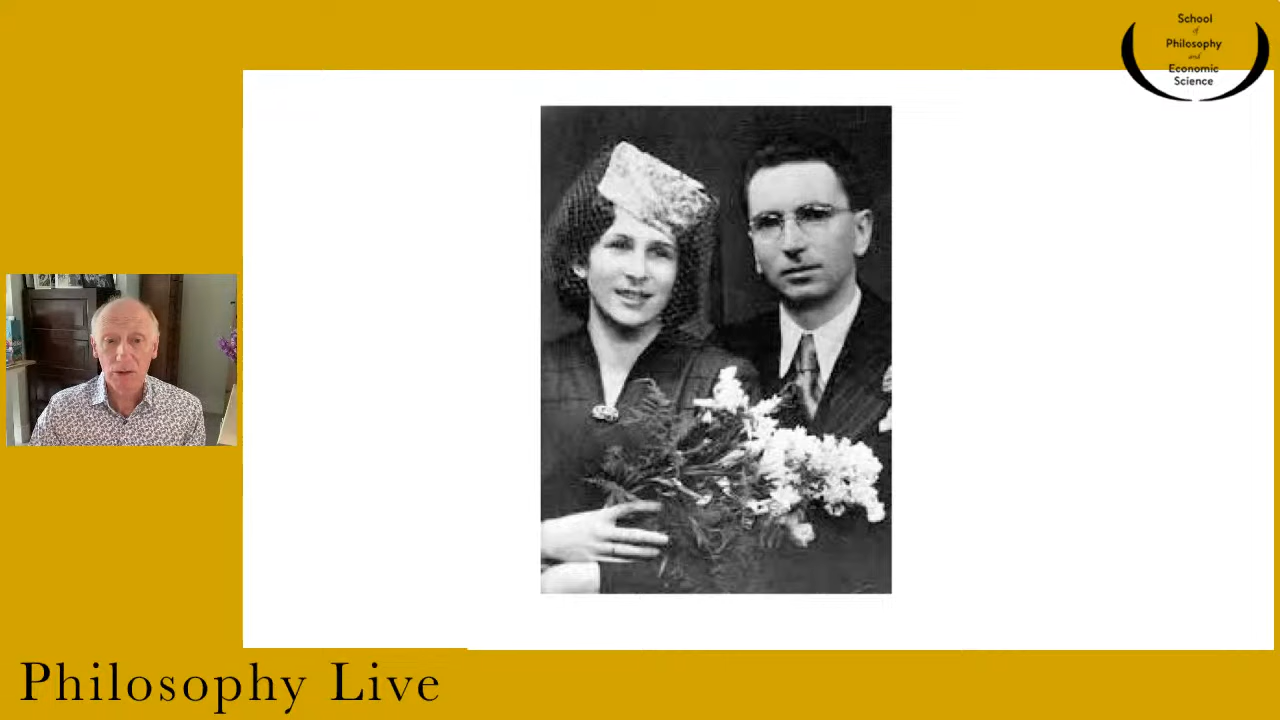 School
of
Philosophy
and
Economic
Science
Philosophy Live